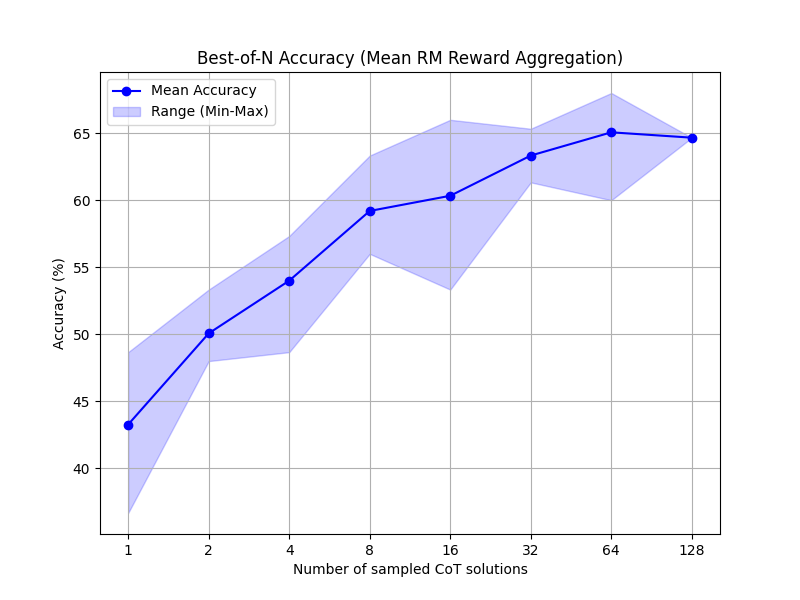 Best-of-N Accuracy (Mean RM Reward Aggregation)
Mean Accuracy
Range (Min-Max)
Accuracy (%)
65
60
55
50
45
40
1 2 4 8 16 32 64 128
Number of sampled CoT solutions